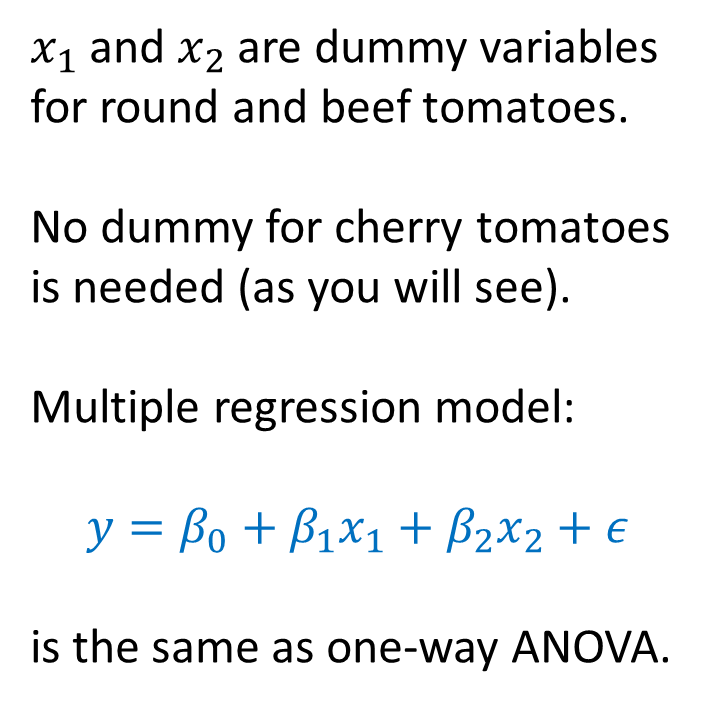 𝑥₁ and 𝑥₂ are dummy variables
for round and beef tomatoes.
No dummy for cherry tomatoes
is needed (as you will see).
Multiple regression model:
𝑦 = 𝛽₀ + 𝛽₁𝑥₁ + 𝛽₂𝑥₂ + 𝜖
is the same as one-way ANOVA.